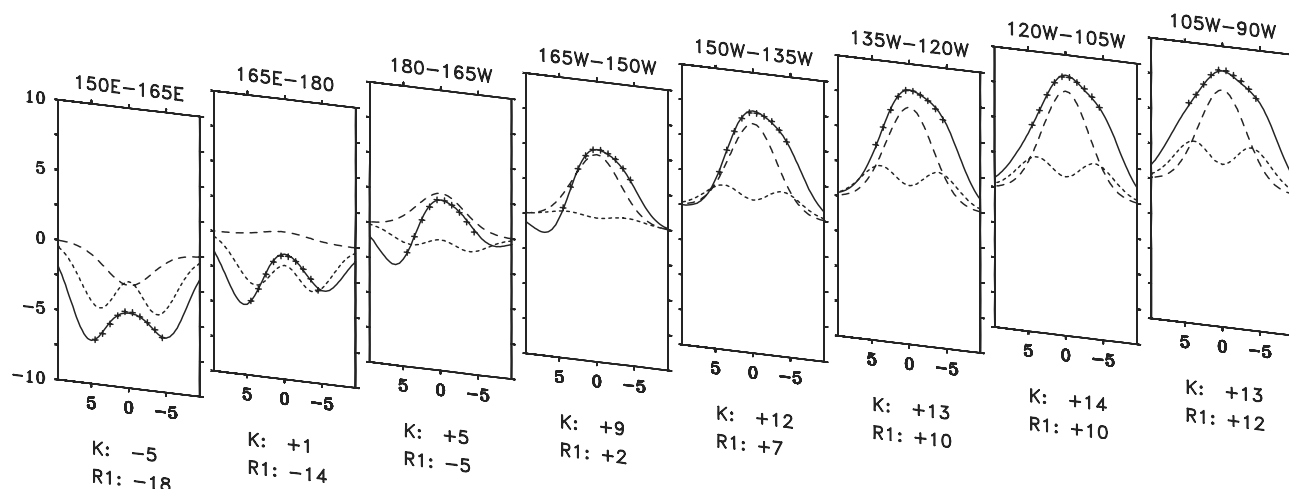 150E−165E
165E−180
180−165W
165W−150W
150W−135W
135W−120W
120W−105W
105W−90W
10
5
0
−5
−10
5 0 −5
5 0 −5
5 0 −5
5 0 −5
5 0 −5
5 0 −5
5 0 −5
5 0 −5
K: −5
R1: −18
K: +1
R1: −14
K: +5
R1: −5
K: +9
R1: +2
K: +12
R1: +7
K: +13
R1: +10
K: +14
R1: +10
K: +13
R1: +12